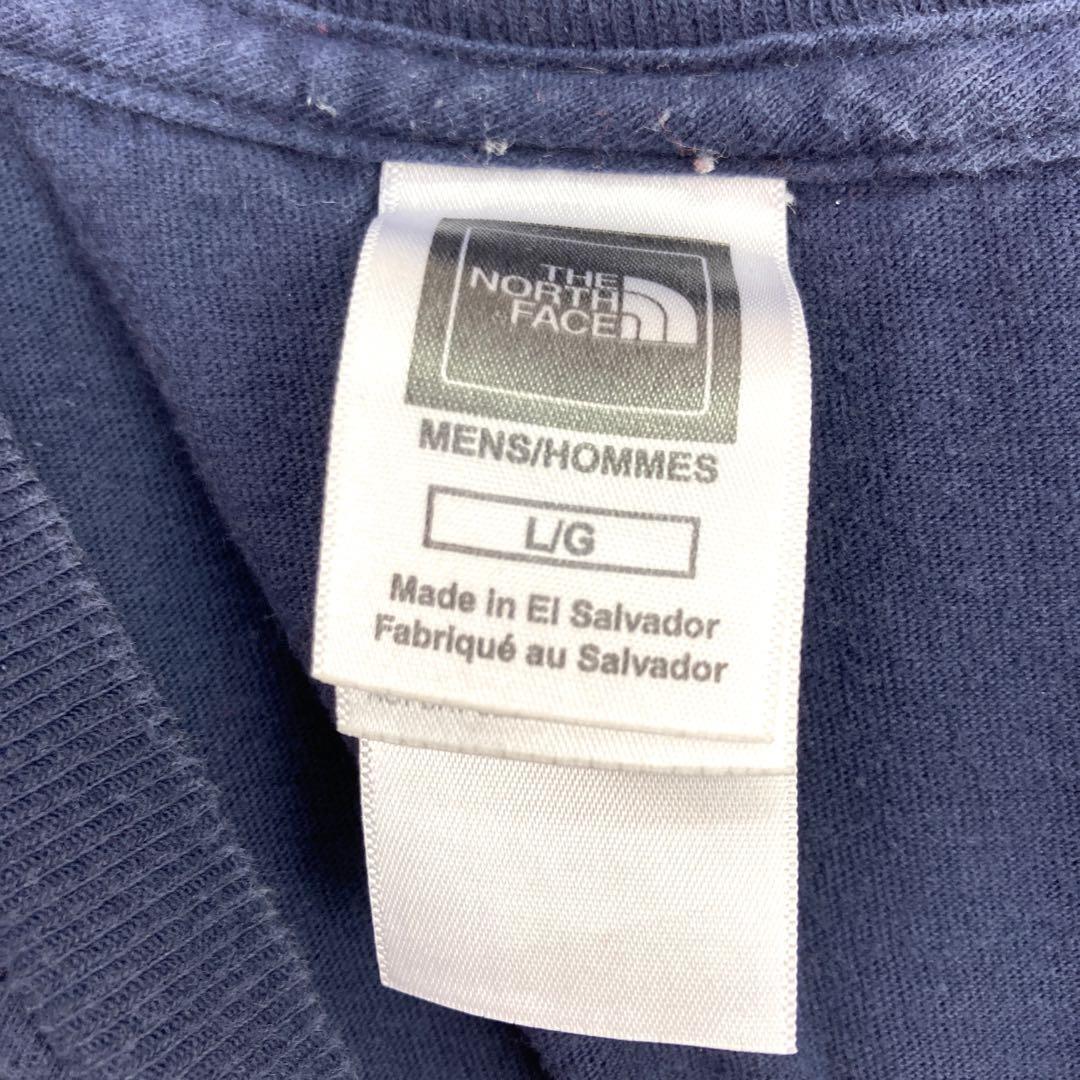 THE
NORTH
FACE
MENS/HOMMES
L/G
Made in El Salvador
Fabriqué au Salvador